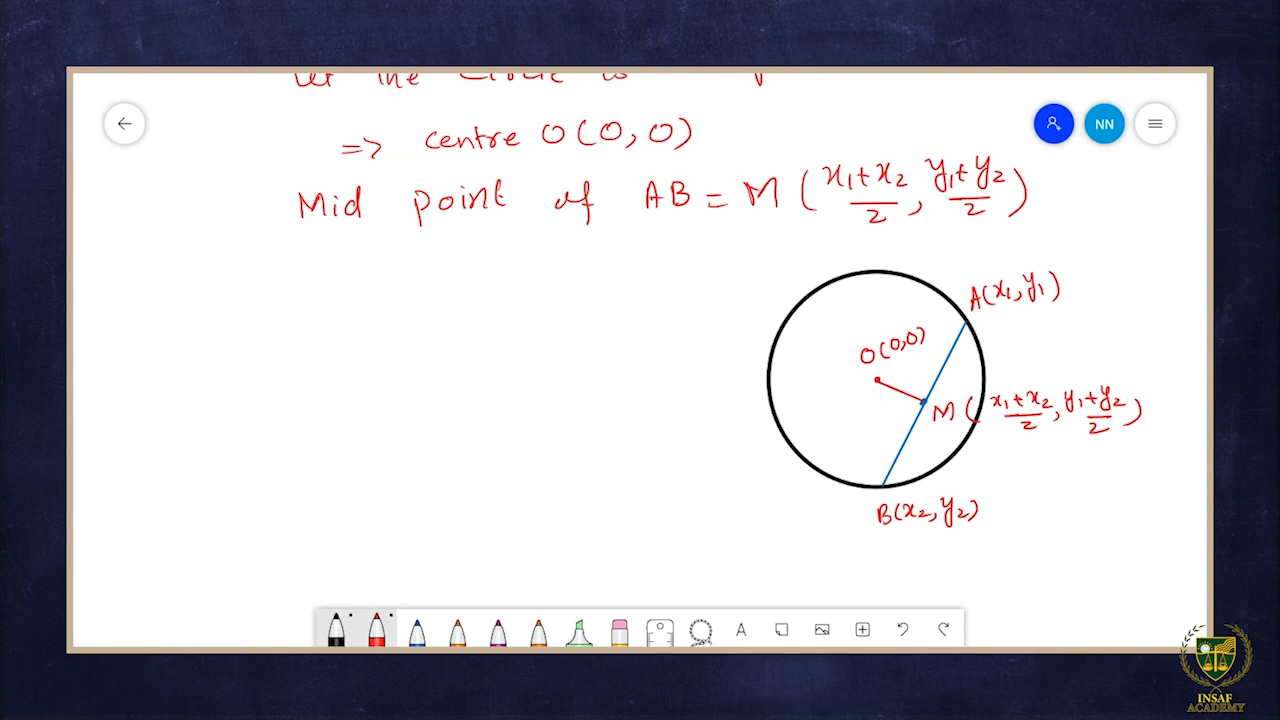 => centre O(0,0)
Mid point of AB = M (x₁+x₂/2, y₁+y₂/2)
NN
A(x₁,y₁)
O(0,0)
M (x₁+x₂/2, y₁+y₂/2)
B(x₂,y₂)
A
INSAF
ACADEMY